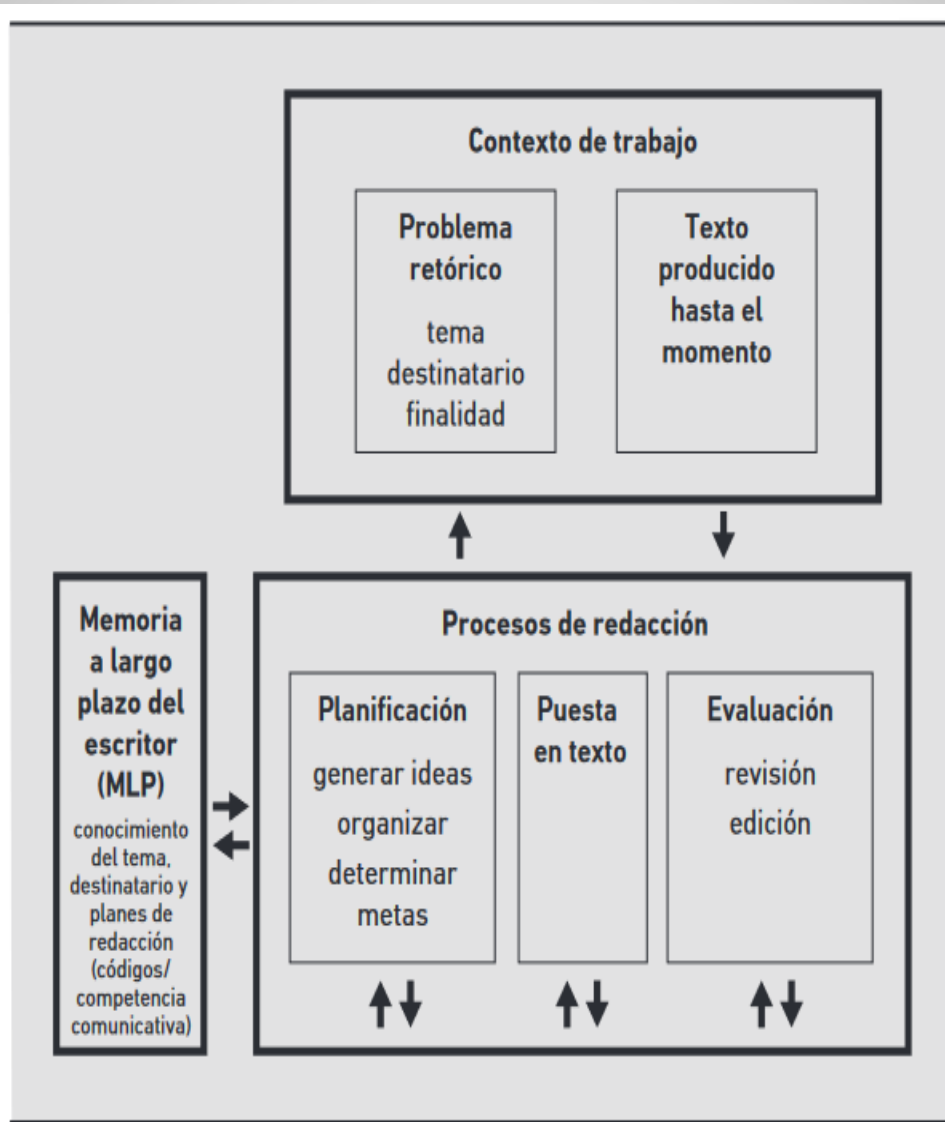 Contexto de trabajo
Problema
retórico
tema
destinatario
finalidad
Texto
producido
hasta el
momento
Memoria
a largo
plazo del
escritor
(MLP)
conocimiento
del tema,
destinatario y
planes de
redacción
(códigos/
competencia
comunicativa)
Procesos de redacción
Planificación
generar ideas
organizar
determinar
metas
Puesta
en texto
Evaluación
revisión
edición